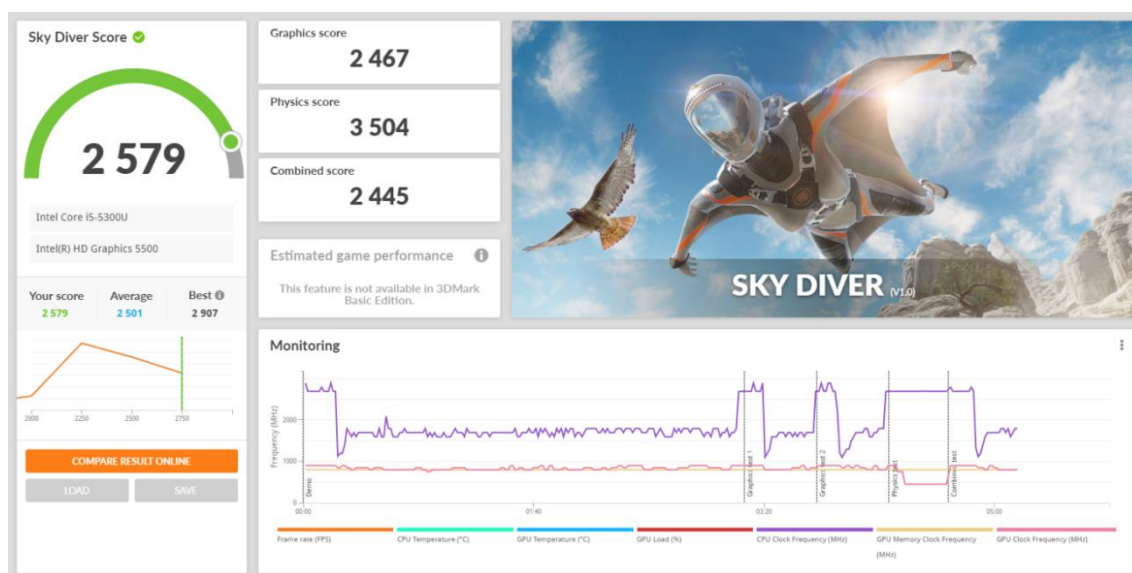 Sky Diver Score
2 579
Intel Core i5-5300U
Intel(R) HD Graphics 5500
Your score
Average
Best
2 579
2 501
2 907
2000
2250
2500
2750
COMPARE RESULT ONLINE
LOAD
SAVE
Graphics score
2 467
Physics score
3 504
Combined score
2 445
Estimated game performance
This feature is not available in 3DMark
Basic Edition.
SKY DIVER (V1.0)
Monitoring
Frequency (MHz)
2000
1000
0
Demo
Graphics test 1
Graphics test 2
Physics test
Combined test
00:00
01:40
03:20
05:00
Frame rate (FPS)
CPU Temperature (°C)
GPU Temperature (°C)
GPU Load (%)
CPU Clock Frequency (MHz)
GPU Memory Clock Frequency
(MHz)
GPU Clock Frequency (MHz)